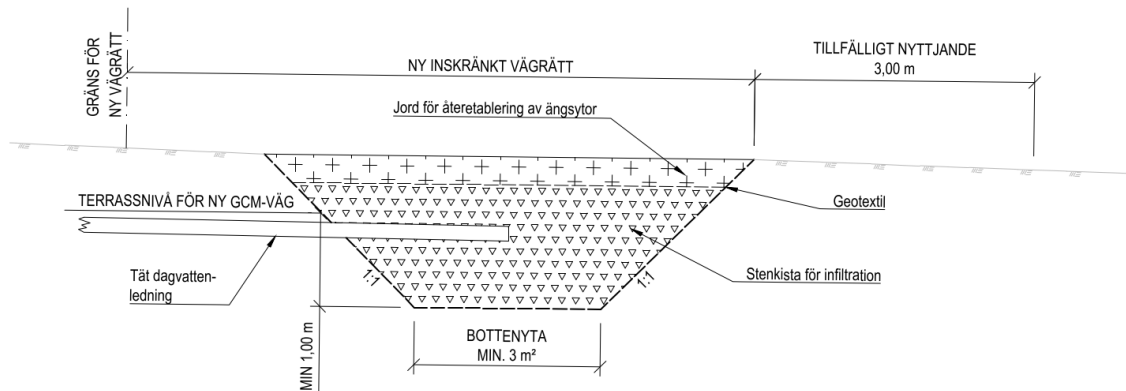 GRÄNS FÖR
NY VÄGRÄTT
NY INSKRÄNKT VÄGRÄTT
TILLFÄLLIGT NYTTJANDE
3,00 m
Jord för återetablering av ängsytor
TERRASSNIVÅ FÖR NY GCM-VÄG
Geotextil
Tät dagvatten-
ledning
1:1
1:1
Stenkista för infiltration
MIN 1,00 m
BOTTENYTA
MIN. 3 m²